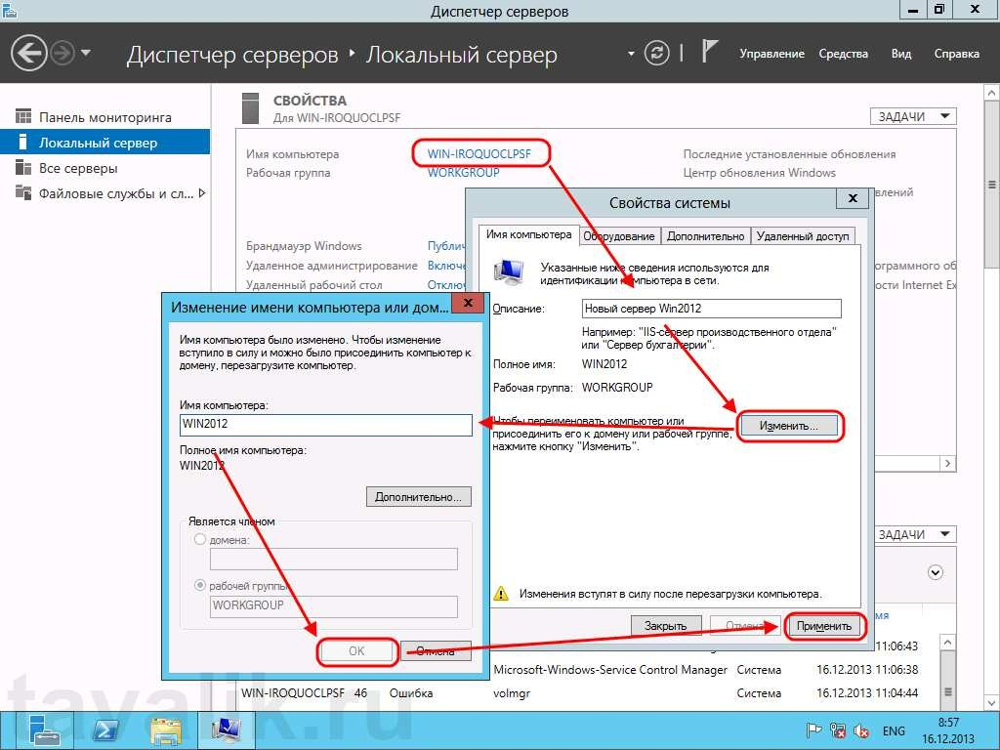 Диспетчер серверов
Диспетчер серверов ‣ Локальный сервер
Управление Средства Вид Справка
Панель мониторинга
Локальный сервер
Все серверы
Файловые службы и сл...
СВОЙСТВА
Для WIN-IROQUOCLPSF
ЗАДАЧИ
Имя компьютера WIN-IROQUOCLPSF
Рабочая группа WORKGROUP
Последние установленные обновления
Центр обновления Windows
Брандмауэр Windows
Удаленное администрирование
Удаленный рабочий стол
Свойства системы
X
Имя компьютера Оборудование Дополнительно Удаленный доступ
Указанные ниже сведения используются для
идентификации компьютера в сети.
Описание: Новый сервер Win2012
Например: "IIS-сервер производственного отдела"
или "Сервер бухгалтерии".
Полное имя: WIN2012
Рабочая группа: WORKGROUP
Чтобы переименовать компьютер или
присоединить его к домену или рабочей группе,
нажмите кнопку "Изменить".
Изменить...
Изменения вступят в силу после перезагрузки компьютера.
Закрыть Отмена Применить
Изменение имени компьютера или дом...
X
Имя компьютера было изменено. Чтобы изменение
вступило в силу и можно было присоединить компьютер к
домену, перезагрузите компьютер.
Имя компьютера:
WIN2012
Полное имя компьютера:
WIN2012
Дополнительно...
Является членом
домена:
рабочей группы:
WORKGROUP
OK Отмена
ЗАДАЧИ
11:06:43
Microsoft-Windows-Service Control Manager Система 16.12.2013 11:06:38
WIN-IROQUOCLPSF 46 Ошибка volmgr Система 16.12.2013 11:04:44
tavalik.ru
ENG
8:57
16.12.2013